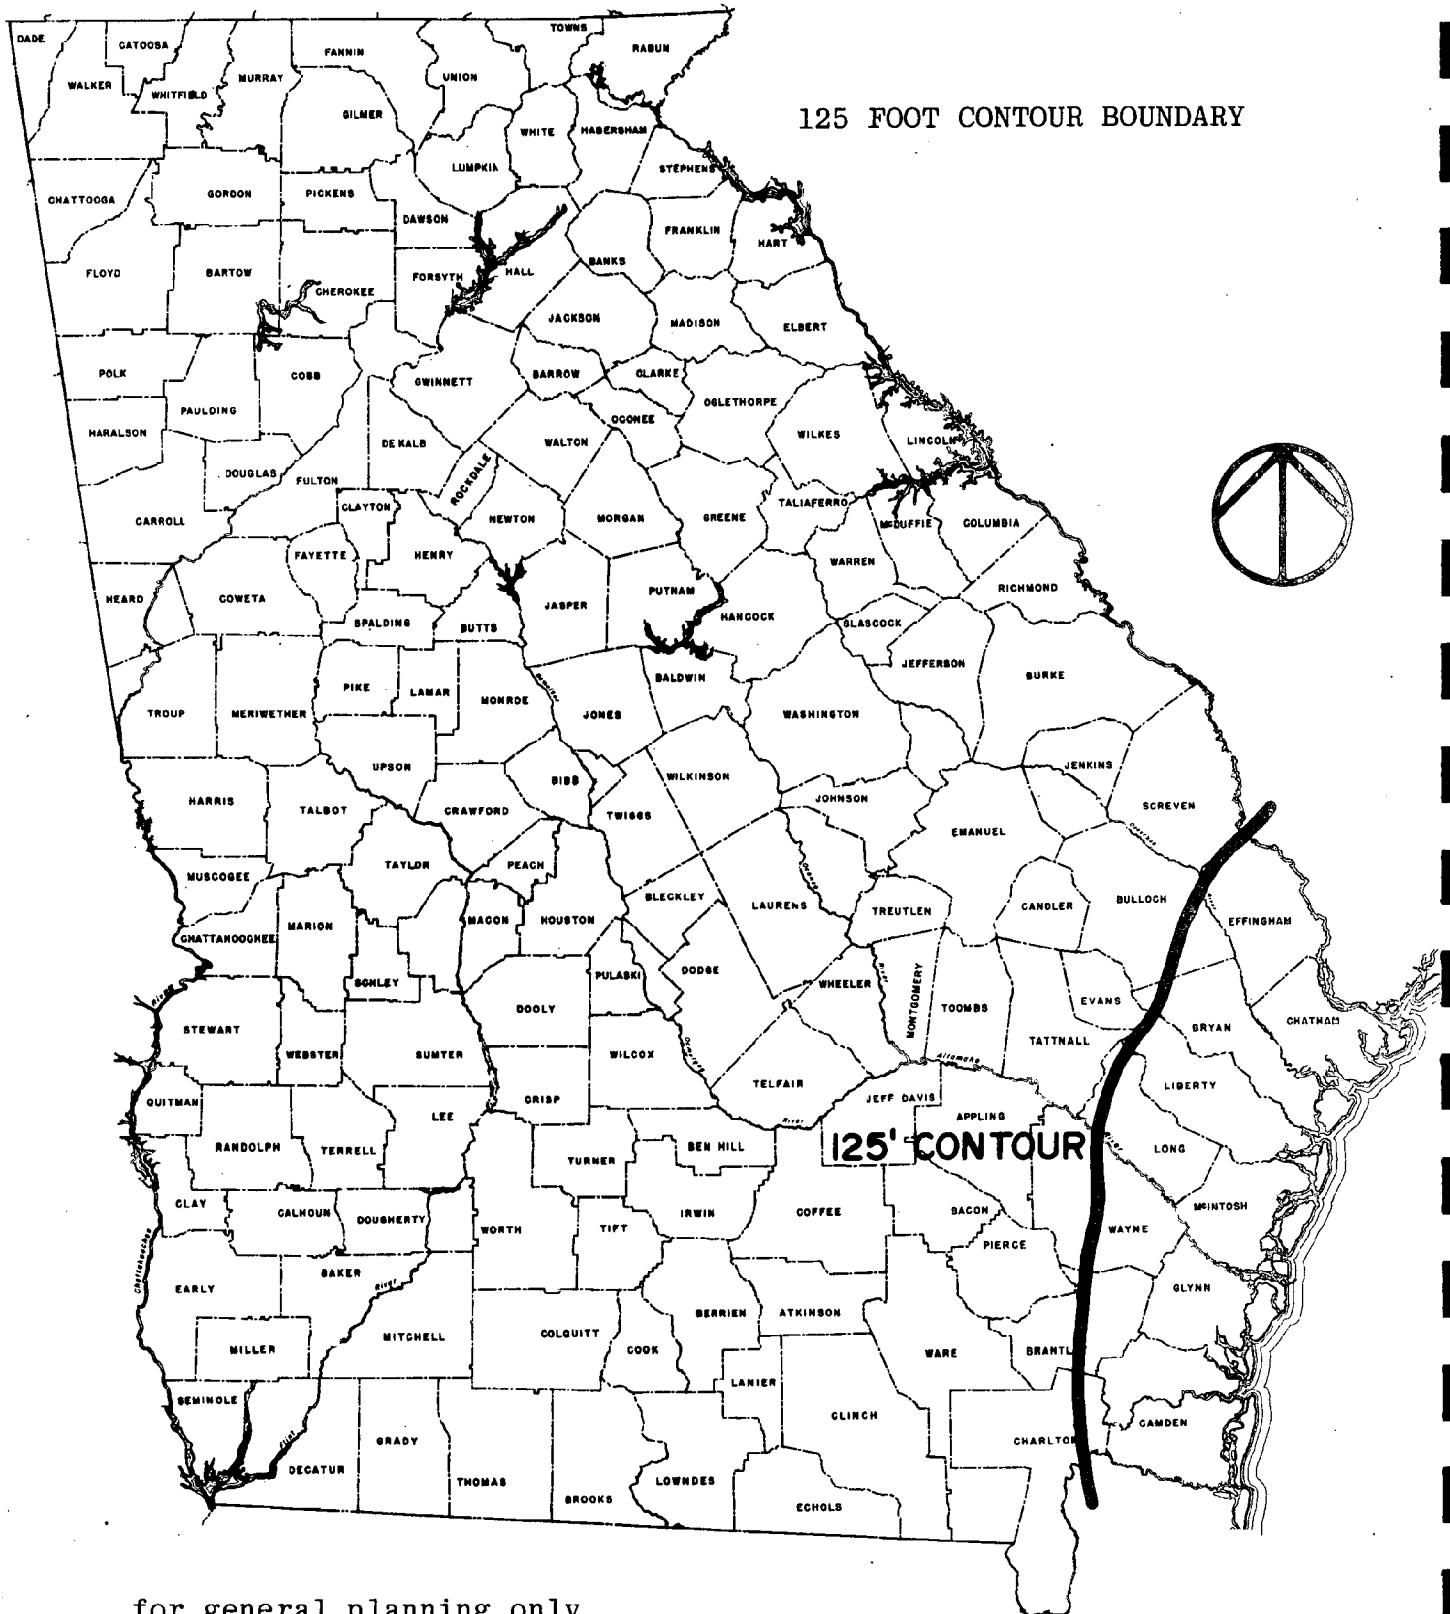 125 FOOT CONTOUR BOUNDARY
DADE
CATOOSA
WALKER
WHITFIELD
MURRAY
FANNIN
GILMER
UNION
TOWNS
RABUN
WHITE
HABERSHAM
LUMPKIN
STEPHENS
CHATTOOGA
GORDON
PICKENS
DAWSON
FRANKLIN
HART
BANKS
FLOYD
BARTOW
CHEROKEE
FORSYTH
HALL
JACKSON
MADISON
ELBERT
POLK
COBB
GWINNETT
BARROW
CLARKE
PAULDING
OCONEE
OGLETHORPE
HARALSON
DEKALB
WALTON
WILKES
LINCOLN
DOUGLAS
FULTON
ROCKDALE
CARROLL
CLAYTON
NEWTON
MORGAN
GREENE
TALIAFERRO
McDUFFIE
COLUMBIA
FAYETTE
HENRY
WARREN
RICHMOND
HEARD
COWETA
SPALDING
BUTTS
JASPER
PUTNAM
HANCOCK
GLASCOCK
JEFFERSON
BURKE
TROUP
MERIWETHER
PIKE
LAMAR
MONROE
Ocmulgee
JONES
BALDWIN
WASHINGTON
UPSON
BIBB
WILKINSON
JENKINS
HARRIS
TALBOT
CRAWFORD
TWIGGS
JOHNSON
EMANUEL
SCREVEN
Ogeechee
MUSCOGEE
TAYLOR
PEACH
BLECKLEY
LAURENS
Oconee
TREUTLEN
CANDLER
BULLOCH
EFFINGHAM
CHATTAHOOCHEE
MARION
MACON
HOUSTON
SCHLEY
PULASKI
DODGE
WHEELER
River
MONTGOMERY
TOOMBS
EVANS
River
STEWART
WEBSTER
SUMTER
DOOLY
WILCOX
Ocmulgee
TELFAIR
Altamaha
TATTNALL
BRYAN
CHATHAM
LIBERTY
QUITMAN
RANDOLPH
TERRELL
LEE
CRISP
TURNER
BEN HILL
River
JEFF DAVIS
APPLING
125' CONTOUR
River
LONG
CLAY
CALHOUN
DOUGHERTY
WORTH
TIFT
IRWIN
COFFEE
BACON
PIERCE
WAYNE
McINTOSH
Chattahoochee
EARLY
BAKER
River
MITCHELL
COLQUITT
COOK
BERRIEN
ATKINSON
WARE
BRANTL
GLYNN
MILLER
LANIER
SEMINOLE
Flint
DECATUR
GRADY
THOMAS
BROOKS
LOWNDES
ECHOLS
CLINCH
CHARLTON
CAMDEN
for general planning only